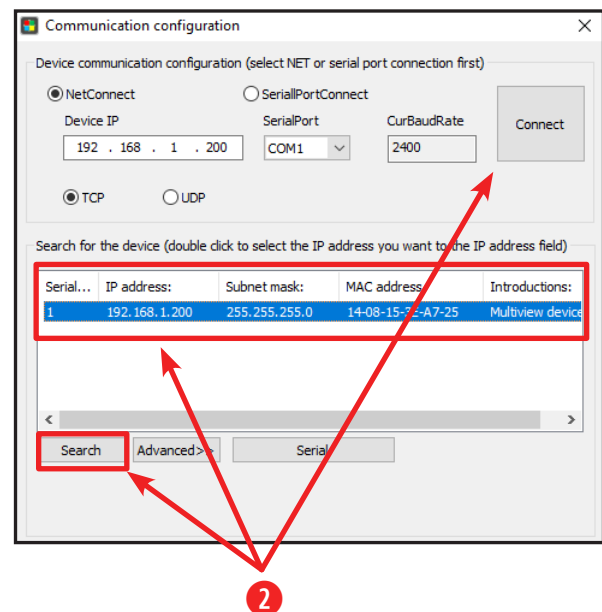 Communication configuration
Device communication configuration (select NET or serial port connection first)
NetConnect SeriallPortConnect
Device IP SerialPort CurBaudRate Connect
192 . 168 . 1 . 200 COM1 2400
TCP UDP
Search for the device (double click to select the IP address you want to the IP address field)
Serial... IP address: Subnet mask: MAC address Introductions:
1 192.168.1.200 255.255.255.0 Multiview device
Search Advanced>> Serial
2